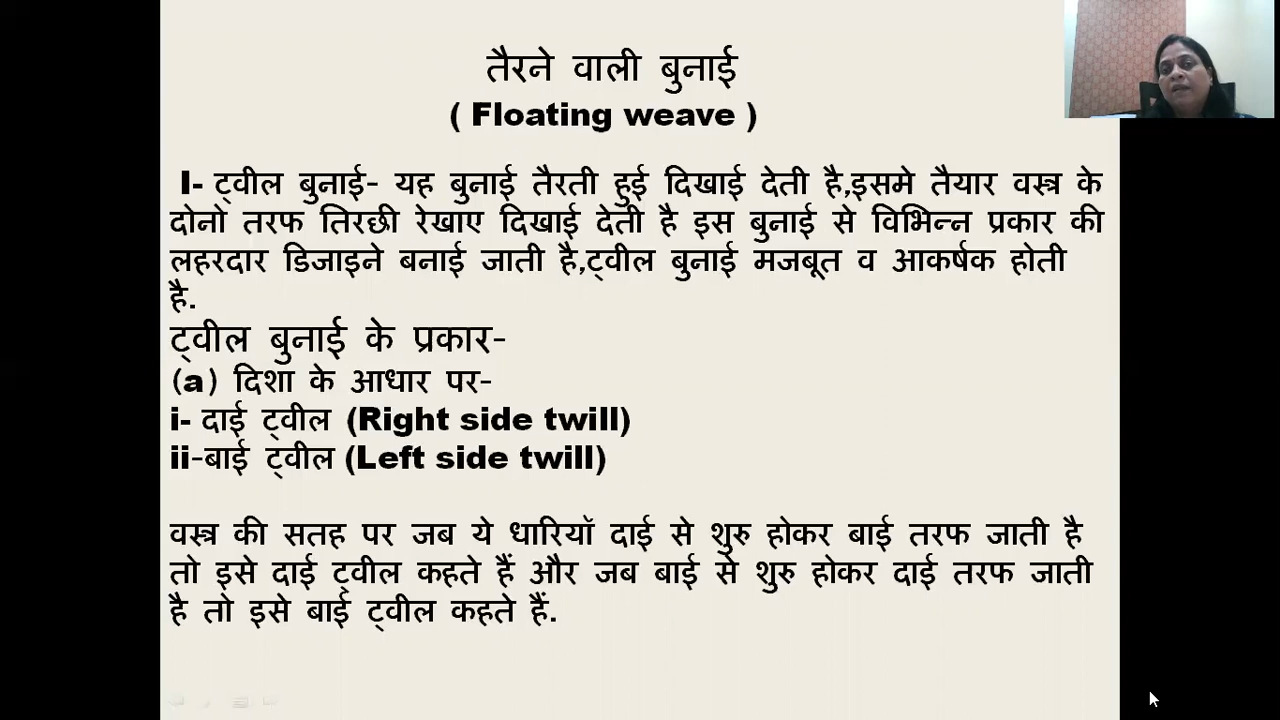 तैरने वाली बुनाई
( Floating weave )
I- ट्वील बुनाई- यह बुनाई तैरती हुई दिखाई देती है,इसमे तैयार वस्त्र के
दोनो तरफ तिरछी रेखाए दिखाई देती है इस बुनाई से विभिन्न प्रकार की
लहरदार डिजाइने बनाई जाती है,ट्वील बुनाई मजबूत व आकर्षक होती
है.
ट्वील बुनाई के प्रकार-
(a) दिशा के आधार पर-
i- दाई ट्वील (Right side twill)
ii-बाई ट्वील (Left side twill)
वस्त्र की सतह पर जब ये धारियॉ दाई से शुरु होकर बाई तरफ जाती है
तो इसे दाई ट्वील कहते हैं और जब बाई से शुरु होकर दाई तरफ जाती
है तो इसे बाई ट्वील कहते हैं.